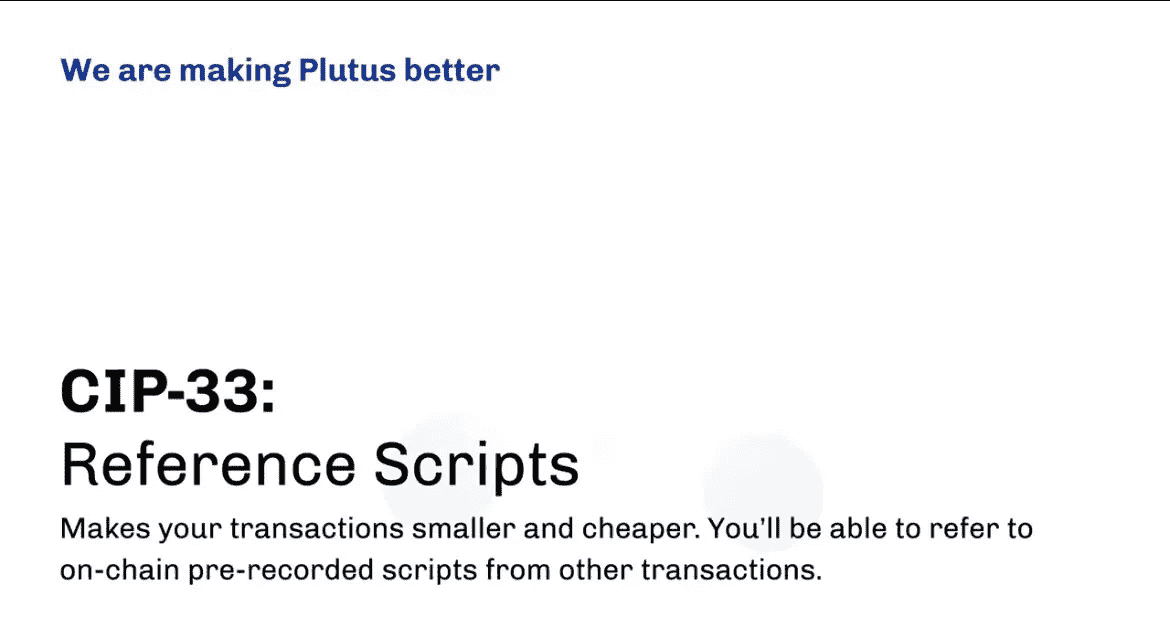 We are making Plutus better
CIP-33:
Reference Scripts
Makes your transactions smaller and cheaper. You'll be able to refer to
on-chain pre-recorded scripts from other transactions.